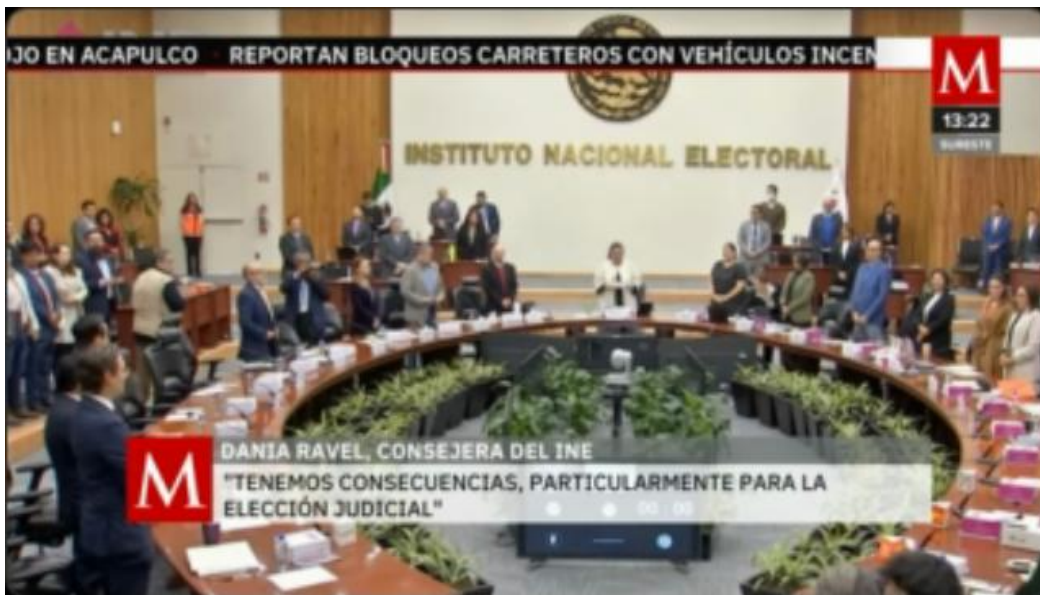 JO EN ACAPULCO · REPORTAN BLOQUEOS CARRETEROS CON VEHÍCULOS INCEN
M
13:22
SURESTE
INSTITUTO NACIONAL ELECTORAL
M
DANIA RAVEL, CONSEJERA DEL INE
"TENEMOS CONSECUENCIAS, PARTICULARMENTE PARA LA
ELECCIÓN JUDICIAL"